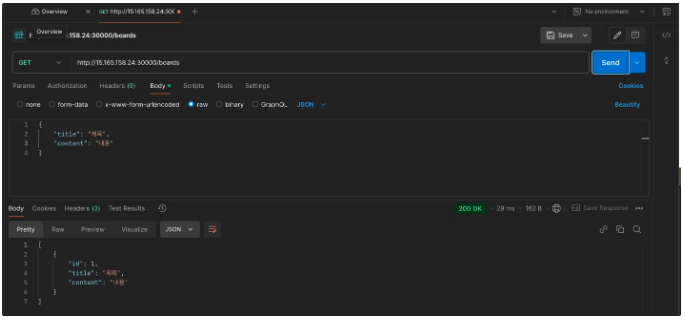 Overview
GET http://15.165.158.24:30(
No environment
Overview
.158.24:30000/boards
Save
GET
http://15.165.158.24:30000/boards
Send
Params Authorization Headers (9) Body Scripts Tests Settings
Cookies
none form-data x-www-form-urlencoded raw binary GraphQL JSON
Beautify
1 {
2 "title": "제목",
3 "content": "내용"
4 }
Body Cookies Headers (3) Test Results
200 OK 29 ms 162 B Save Response
Pretty Raw Preview Visualize JSON
1 [
2 {
3 "id": 1,
4 "title": "제목",
5 "content": "내용"
6 }
7 ]